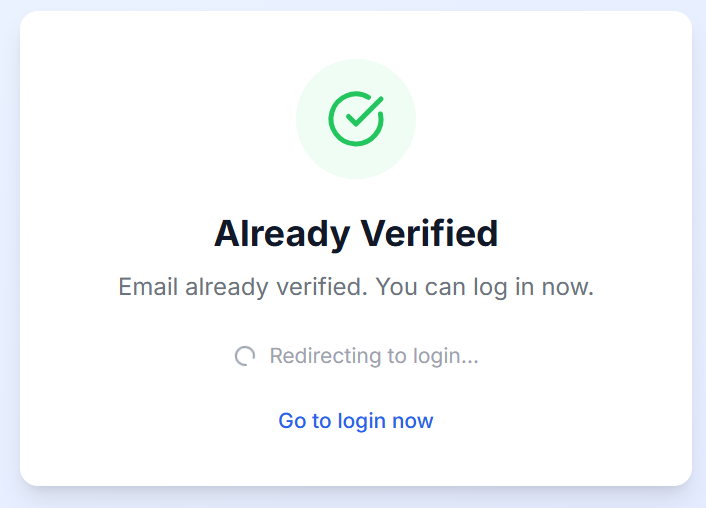 Already Verified
Email already verified. You can log in now.
Redirecting to login...
Go to login now